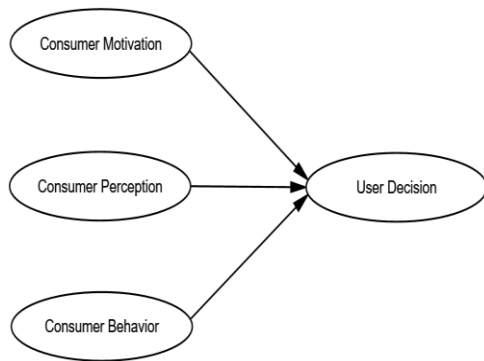 Consumer Motivation
Consumer Perception
User Decision
Consumer Behavior